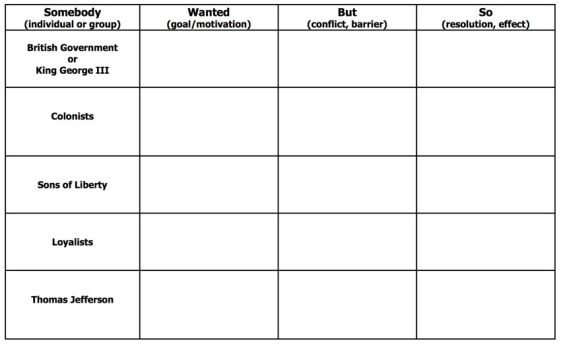 Somebody
(individual or group)
Wanted
(goal/motivation)
But
(conflict, barrier)
So
(resolution, effect)
British Government
or
King George III
Colonists
Sons of Liberty
Loyalists
Thomas Jefferson